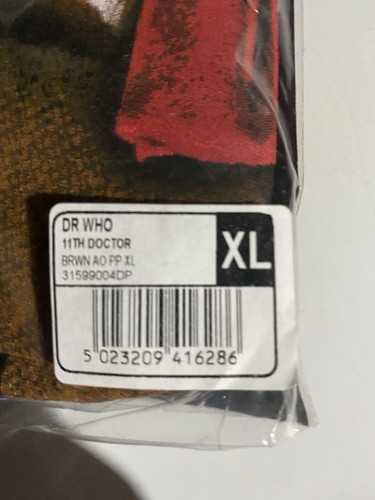 DR WHO
11TH DOCTOR
BRWN AO PP XL
31599004DP
XL
5 023209 416286